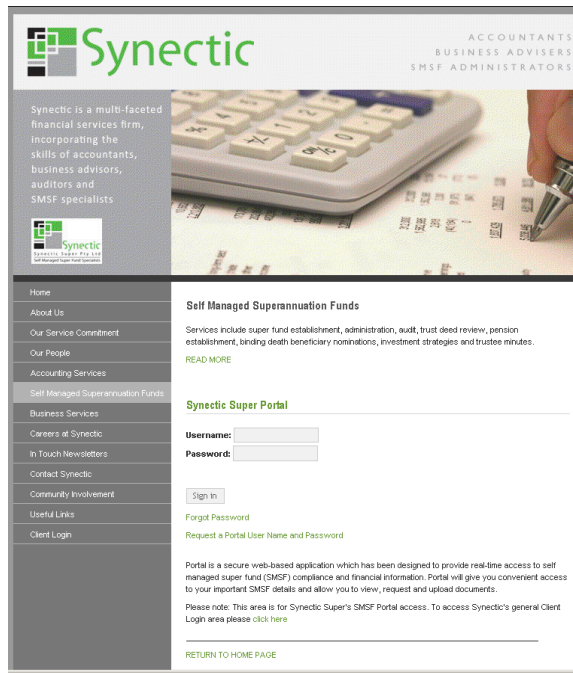 Synectic
ACCOUNTANTS
BUSINESS ADVISERS
SMSF ADMINISTRATORS
Synectic is a multi-faceted
financial services firm,
incorporating the
skills of accountants,
business advisors,
auditors and
SMSF specialists
Synectic
Synectic Super Pty Ltd
Self Managed Super Fund Specialists
Home
About Us
Our Service Commitment
Our People
Accounting Services
Self Managed Superannuation Funds
Business Services
Careers at Synectic
In Touch Newsletters
Contact Synectic
Community Involvement
Useful Links
Client Login
Self Managed Superannuation Funds
Services include super fund establishment, administration, audit, trust deed review, pension
establishment, binding death beneficiary nominations, investment strategies and trustee minutes.
READ MORE
Synectic Super Portal
Username:
Password:
Sign in
Forgot Password
Request a Portal User Name and Password
Portal is a secure web-based application which has been designed to provide real-time access to self
managed super fund (SMSF) compliance and financial information. Portal will give you convenient access
to your important SMSF details and allow you to view, request and upload documents.
Please note: This area is for Synectic Super's SMSF Portal access. To access Synectic's general Client
Login area please click here
RETURN TO HOME PAGE